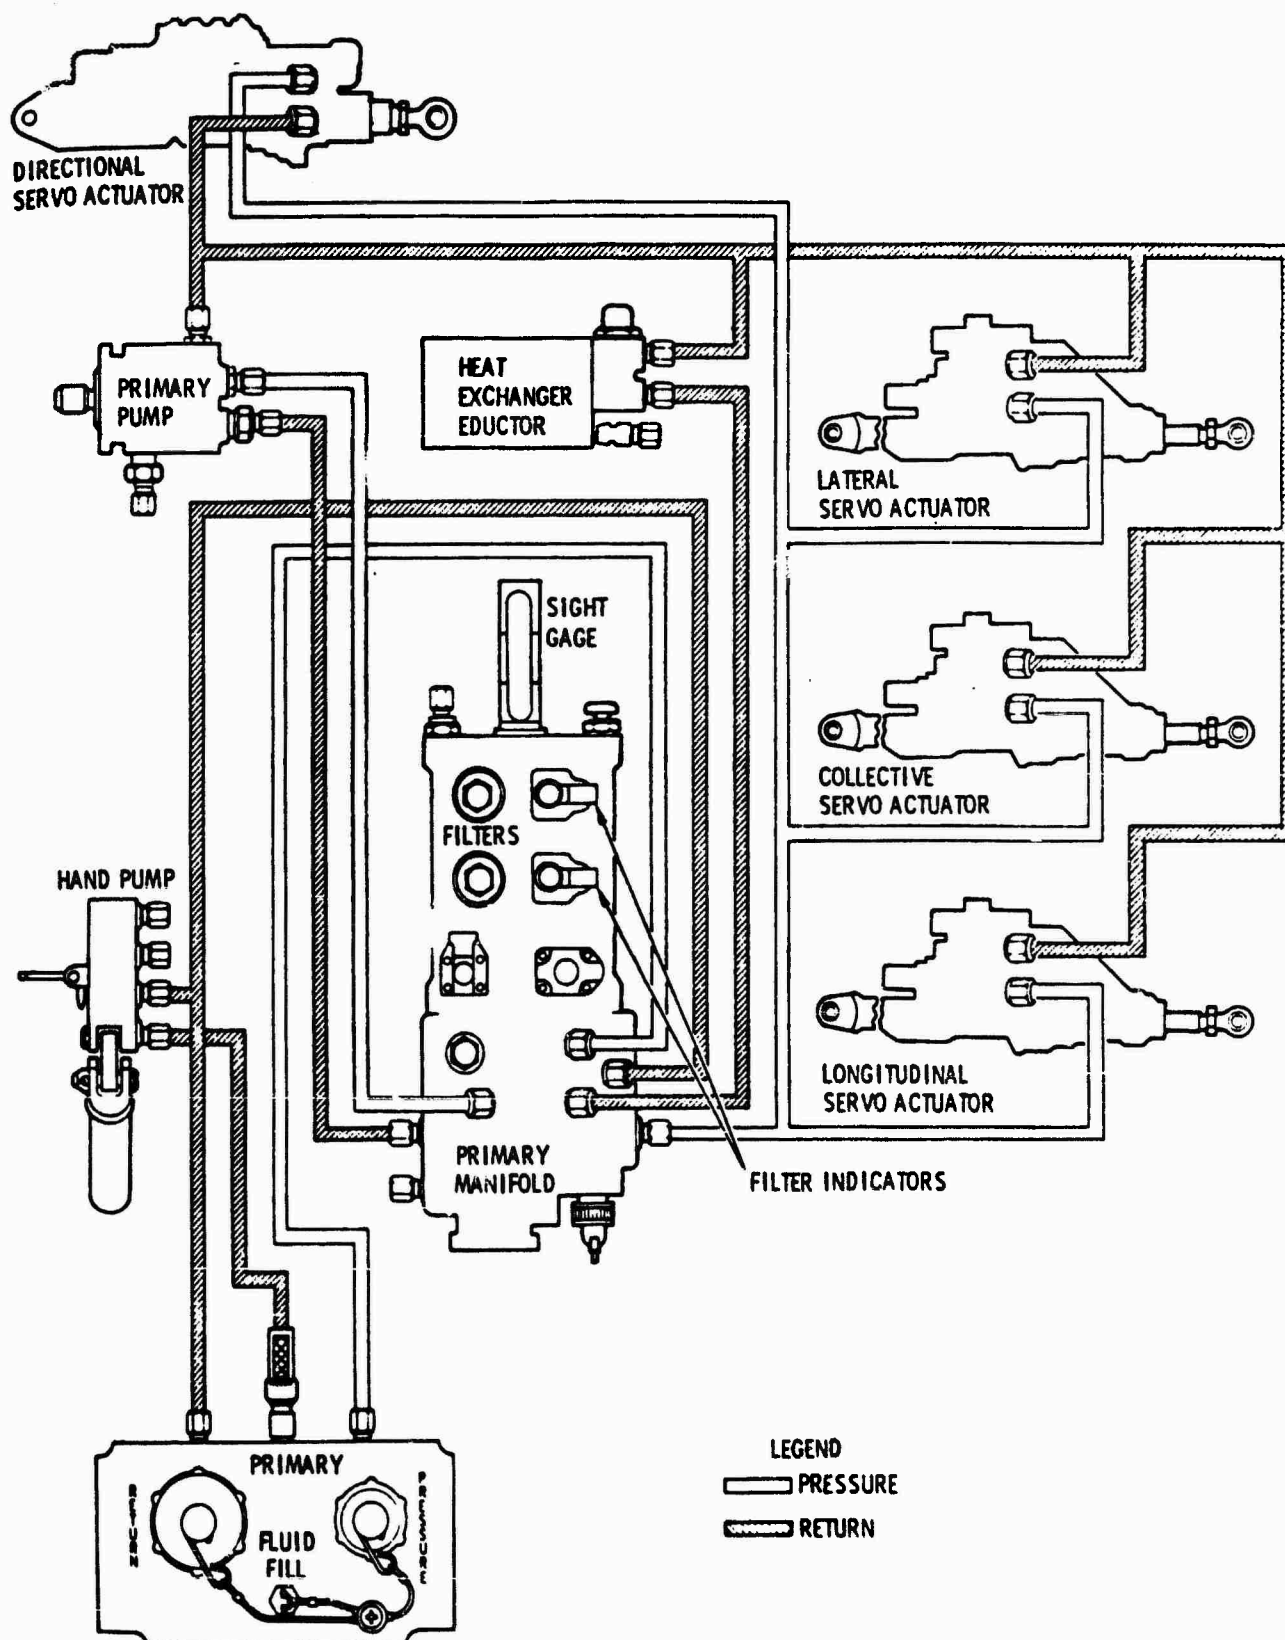 DIRECTIONAL
SERVO ACTUATOR
PRIMARY
PUMP
HEAT
EXCHANGER
EDUCTOR
LATERAL
SERVO ACTUATOR
SIGHT
GAGE
COLLECTIVE
SERVO ACTUATOR
FILTERS
HAND PUMP
LONGITUDINAL
SERVO ACTUATOR
PRIMARY
MANIFOLD
FILTER INDICATORS
PRIMARY
RETURN
PRESSURE
FLUID
FILL
LEGEND
PRESSURE
RETURN